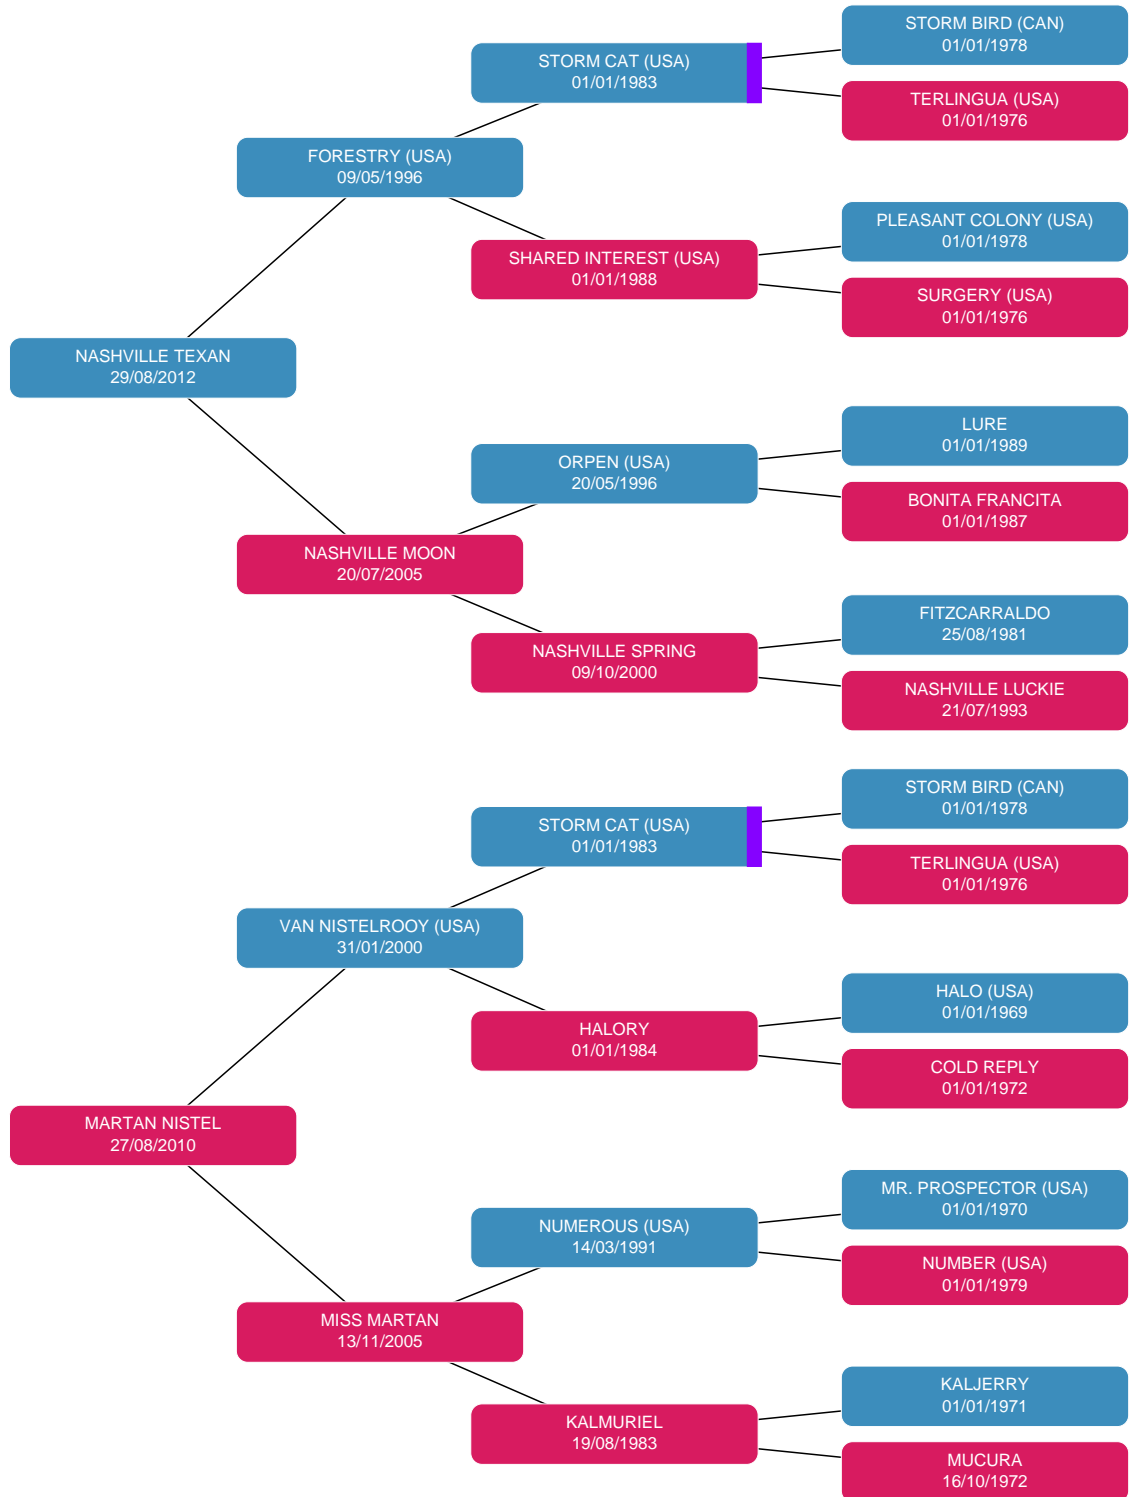 STORM BIRD (CAN)
01/01/1978
STORM CAT (USA)
01/01/1983
TERLINGUA (USA)
01/01/1976
FORESTRY (USA)
09/05/1996
PLEASANT COLONY (USA)
01/01/1978
SHARED INTEREST (USA)
01/01/1988
SURGERY (USA)
01/01/1976
NASHVILLE TEXAN
29/08/2012
LURE
01/01/1989
ORPEN (USA)
20/05/1996
BONITA FRANCITA
01/01/1987
NASHVILLE MOON
20/07/2005
FITZCARRALDO
25/08/1981
NASHVILLE SPRING
09/10/2000
NASHVILLE LUCKIE
21/07/1993
STORM BIRD (CAN)
01/01/1978
STORM CAT (USA)
01/01/1983
TERLINGUA (USA)
01/01/1976
VAN NISTELROOY (USA)
31/01/2000
HALO (USA)
01/01/1969
HALORY
01/01/1984
COLD REPLY
01/01/1972
MARTAN NISTEL
27/08/2010
MR. PROSPECTOR (USA)
01/01/1970
NUMEROUS (USA)
14/03/1991
NUMBER (USA)
01/01/1979
MISS MARTAN
13/11/2005
KALJERRY
01/01/1971
KALMURIEL
19/08/1983
MUCURA
16/10/1972